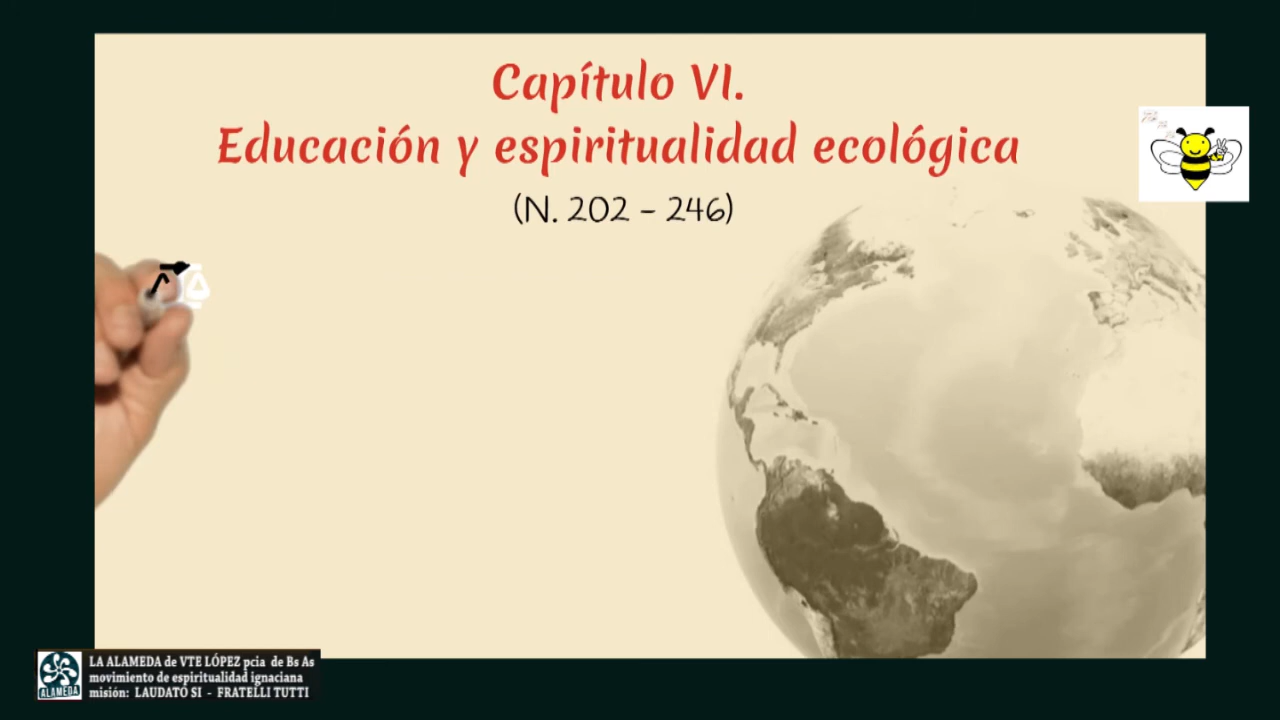 Capítulo VI.
Educación y espiritualidad ecológica
(N. 202 - 246)
LA ALAMEDA de VTE LÓPEZ pcia de Bs As
movimiento de espiritualidad ignaciana
misión: LAUDATO SI - FRATELLI TUTTI
ALAMEDA